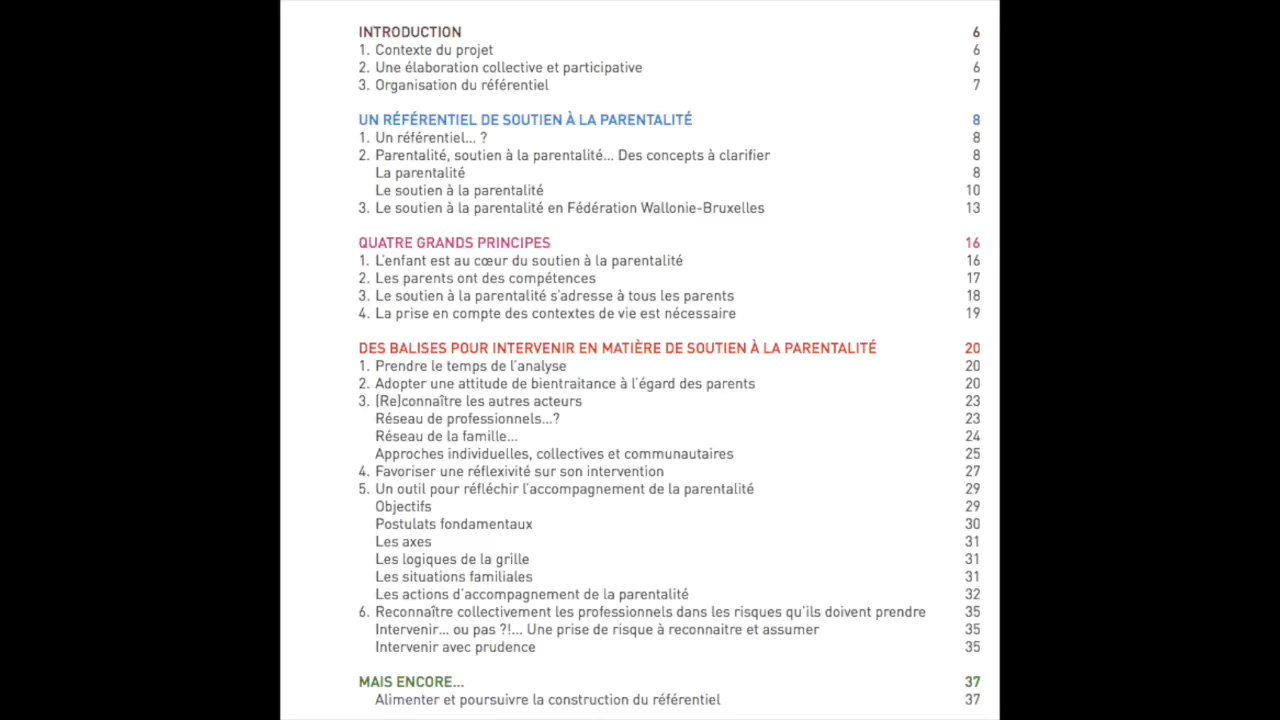 INTRODUCTION 6
1. Contexte du projet 6
2. Une élaboration collective et participative 6
3. Organisation du référentiel 7
UN RÉFÉRENTIEL DE SOUTIEN À LA PARENTALITÉ 8
1. Un référentiel... ? 8
2. Parentalité, soutien à la parentalité... Des concepts à clarifier 8
La parentalité 8
Le soutien à la parentalité 10
3. Le soutien à la parentalité en Fédération Wallonie-Bruxelles 13
QUATRE GRANDS PRINCIPES 16
1. L'enfant est au cœur du soutien à la parentalité 16
2. Les parents ont des compétences 17
3. Le soutien à la parentalité s'adresse à tous les parents 18
4. La prise en compte des contextes de vie est nécessaire 19
DES BALISES POUR INTERVENIR EN MATIÈRE DE SOUTIEN À LA PARENTALITÉ 20
1. Prendre le temps de l'analyse 20
2. Adopter une attitude de bientraitance à l'égard des parents 20
3. (Re)connaître les autres acteurs 23
Réseau de professionnels...? 23
Réseau de la famille... 24
Approches individuelles, collectives et communautaires 25
4. Favoriser une réflexivité sur son intervention 27
5. Un outil pour réfléchir l'accompagnement de la parentalité 29
Objectifs 29
Postulats fondamentaux 30
Les axes 31
Les logiques de la grille 31
Les situations familiales 31
Les actions d'accompagnement de la parentalité 32
6. Reconnaître collectivement les professionnels dans les risques qu'ils doivent prendre 35
Intervenir... ou pas ?!... Une prise de risque à reconnaitre et assumer 35
Intervenir avec prudence 35
MAIS ENCORE... 37
Alimenter et poursuivre la construction du référentiel 37